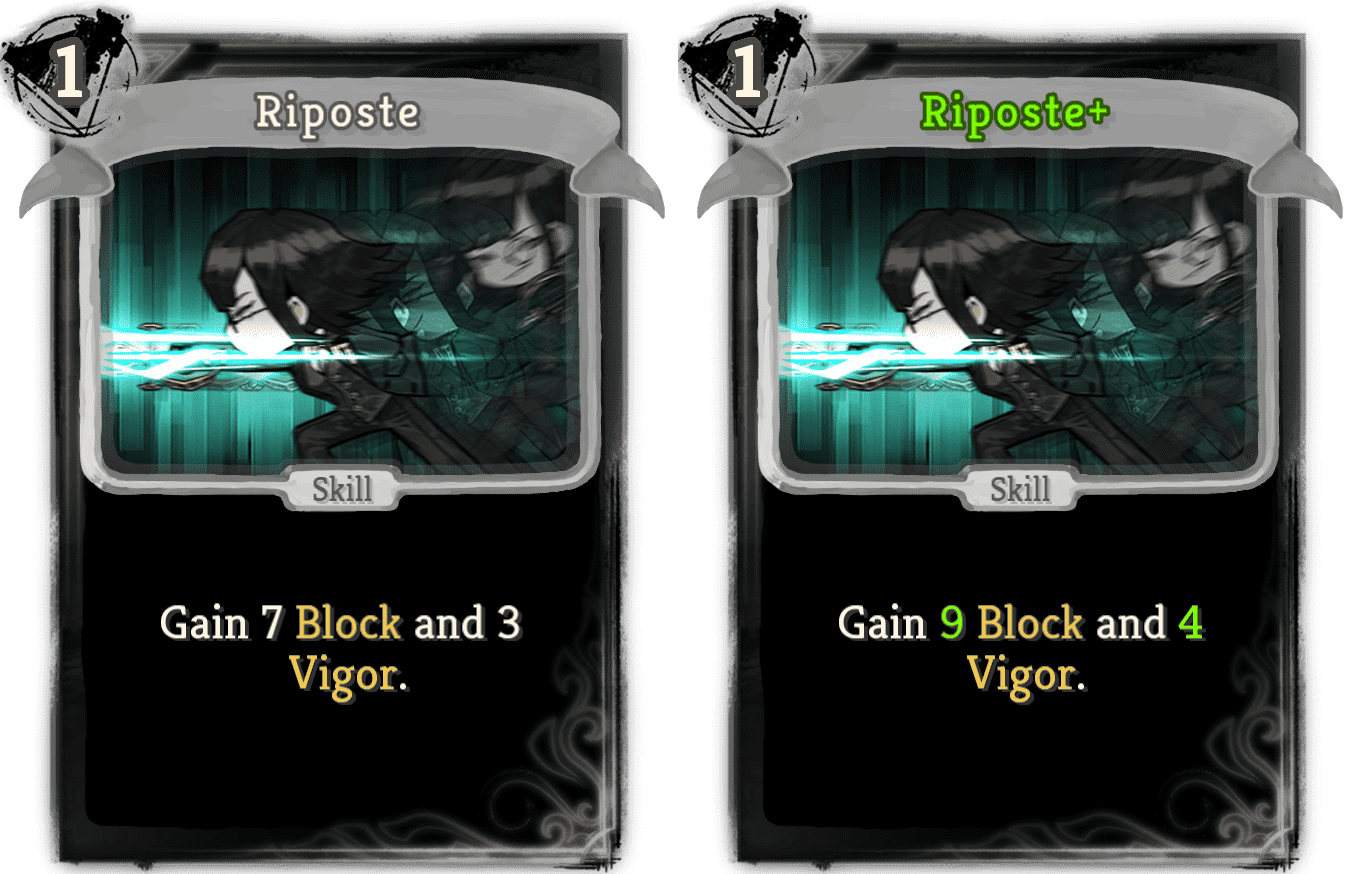 1
Riposte
Skill
Gain 7 Block and 3
Vigor.
1
Riposte+
Skill
Gain 9 Block and 4
Vigor.